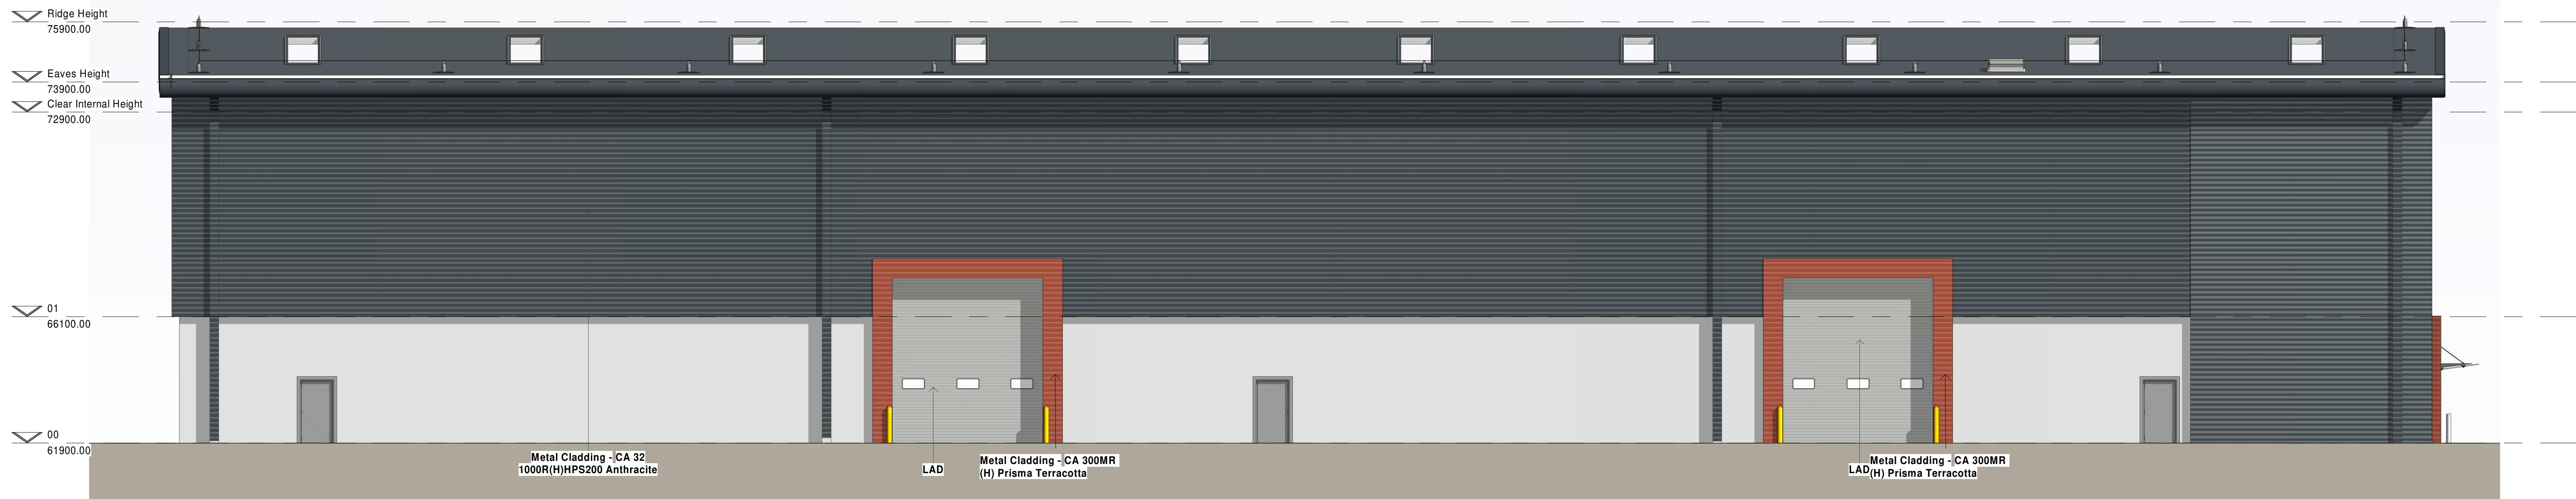 Ridge Height
75900.00
Eaves Height
73900.00
Clear Internal Height
72900.00
01
66100.00
00
61900.00
Metal Cladding - CA 32
1000R(H)HPS200 Anthracite
LAD
Metal Cladding - CA 300MR
(H) Prisma Terracotta
LAD
Metal Cladding - CA 300MR
(H) Prisma Terracotta